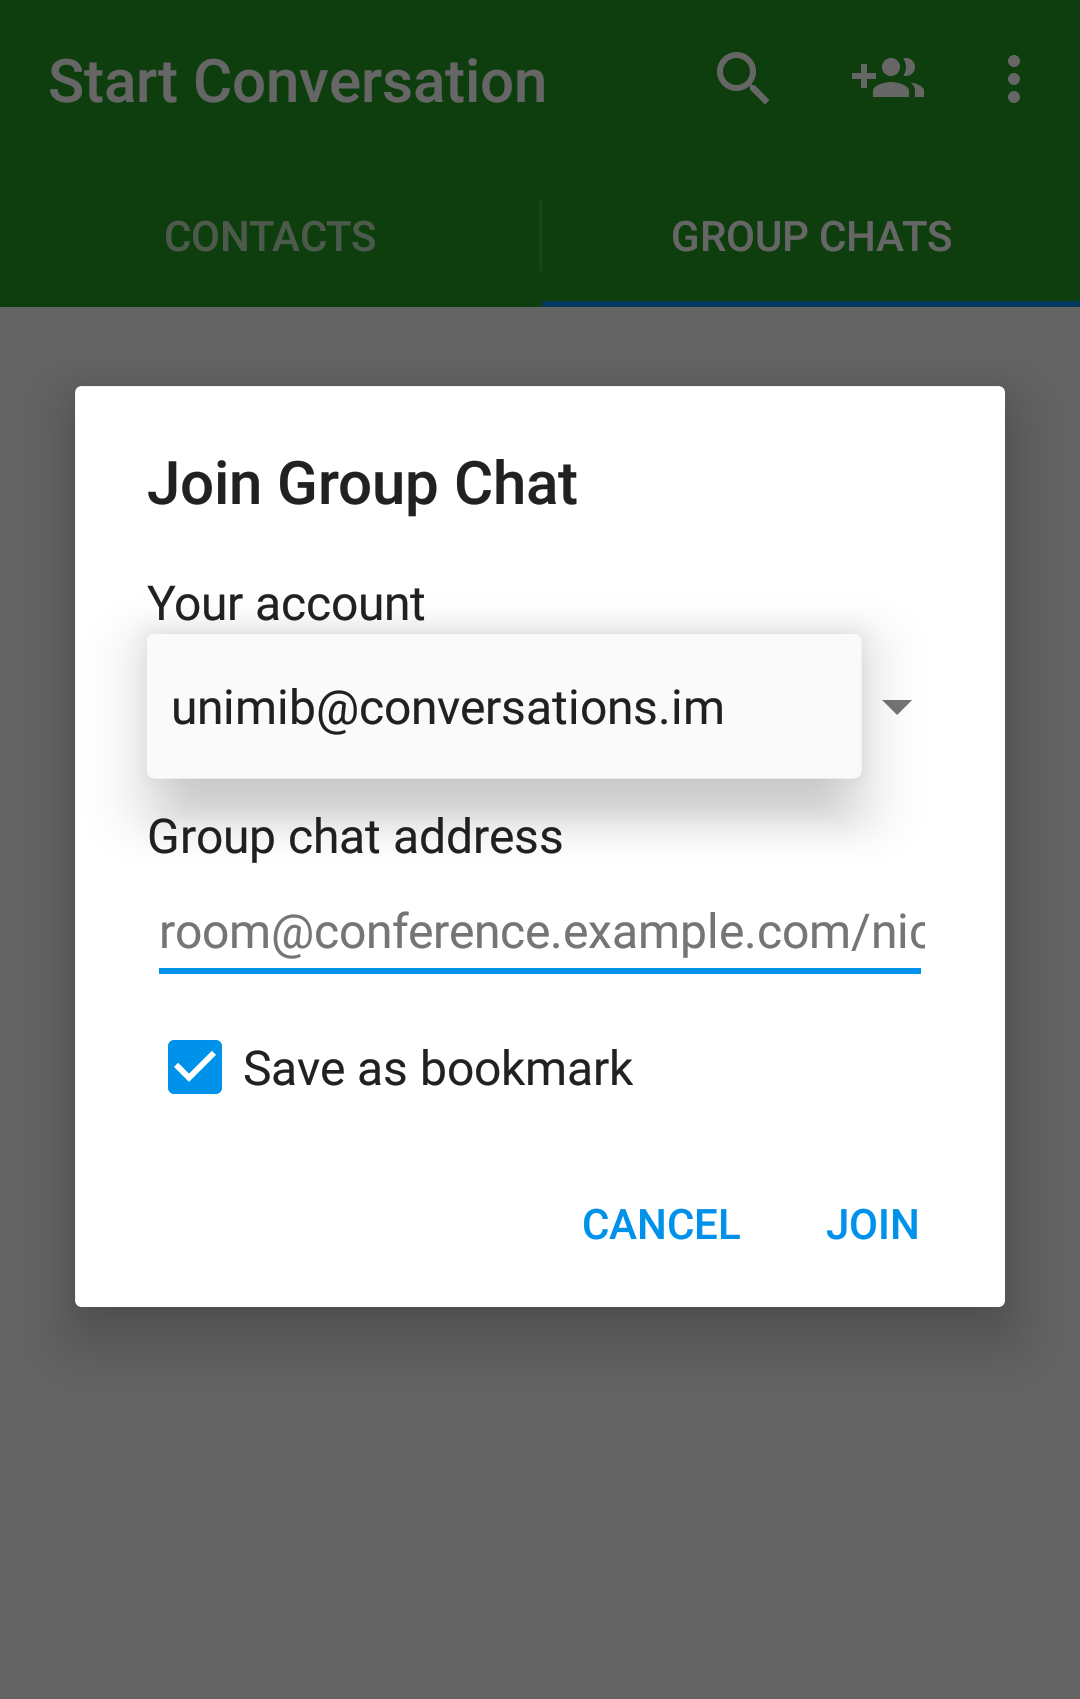 Start Conversation
CONTACTS
GROUP CHATS
Join Group Chat
Your account
unimib@conversations.im
Group chat address
room@conference.example.com/nic
Save as bookmark
CANCEL
JOIN